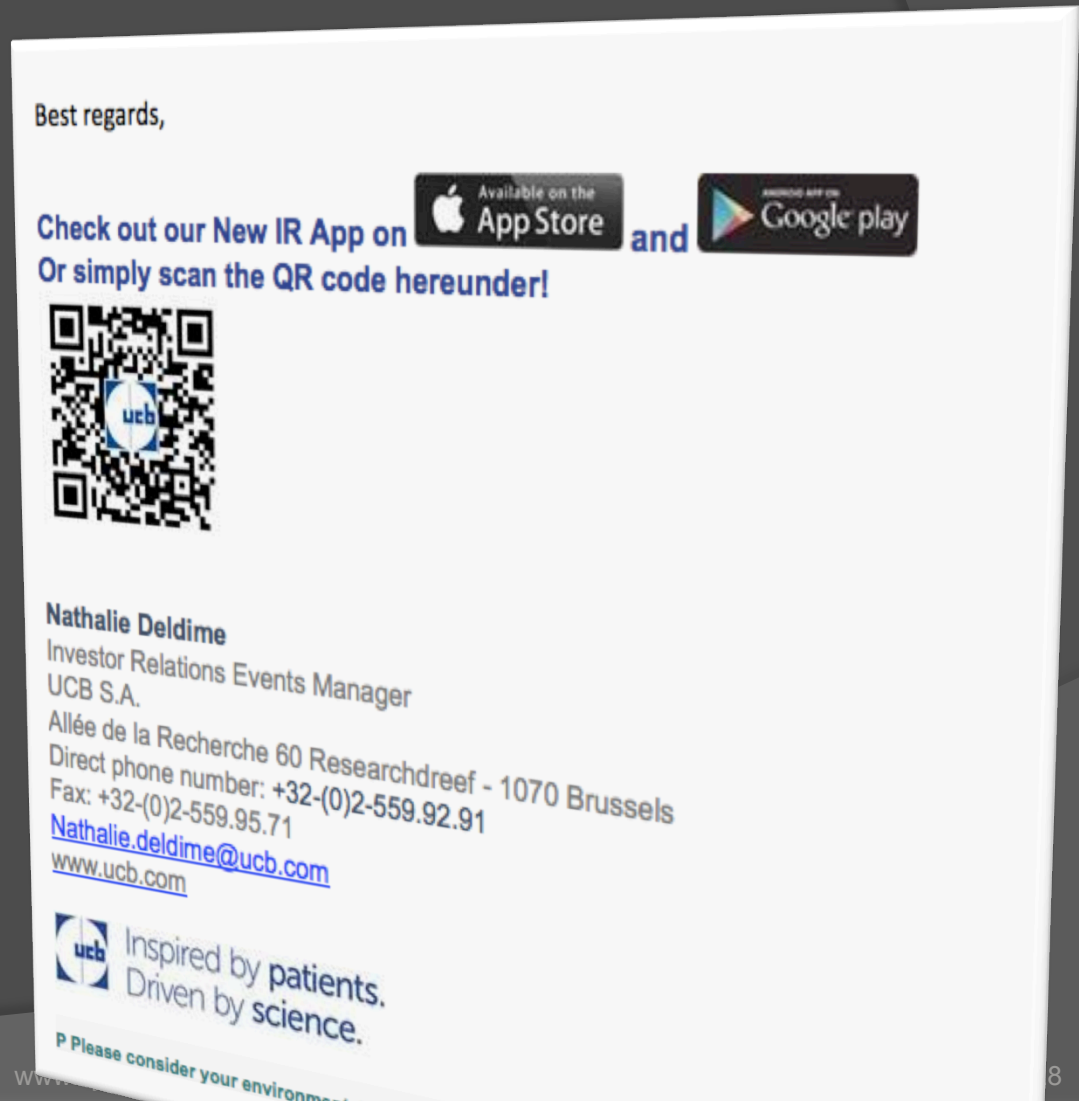 Best regards,
Check out our New IR App on Available on the App Store and ANDROID APP ON Google play
Or simply scan the QR code hereunder!
ucb
Nathalie Deldime
Investor Relations Events Manager
UCB S.A.
Allée de la Recherche 60 Researchdreef - 1070 Brussels
Direct phone number: +32-(0)2-559.92.91
Fax: +32-(0)2-559.95.71
Nathalie.deldime@ucb.com
www.ucb.com
ucb Inspired by patients.
Driven by science.
P Please consider your
8